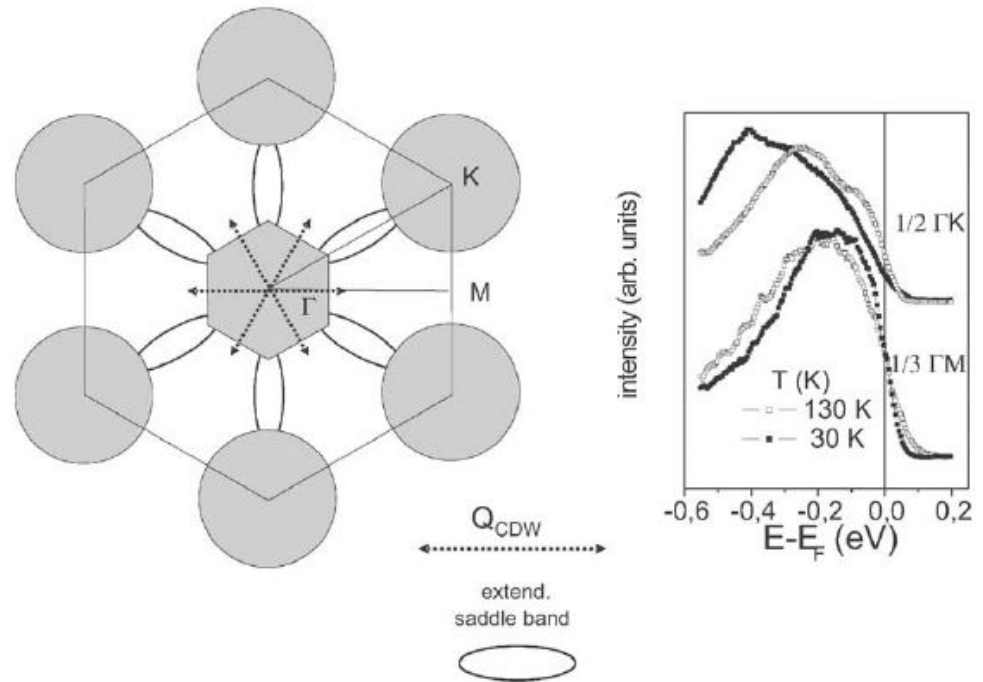 K
M
Γ
Q_CDW
extend.
saddle band
intensity (arb. units)
1/2 ΓK
1/3 ΓM
T (K)
130 K
30 K
-0,6 -0,4 -0,2 0,0 0,2
E-E_F (eV)